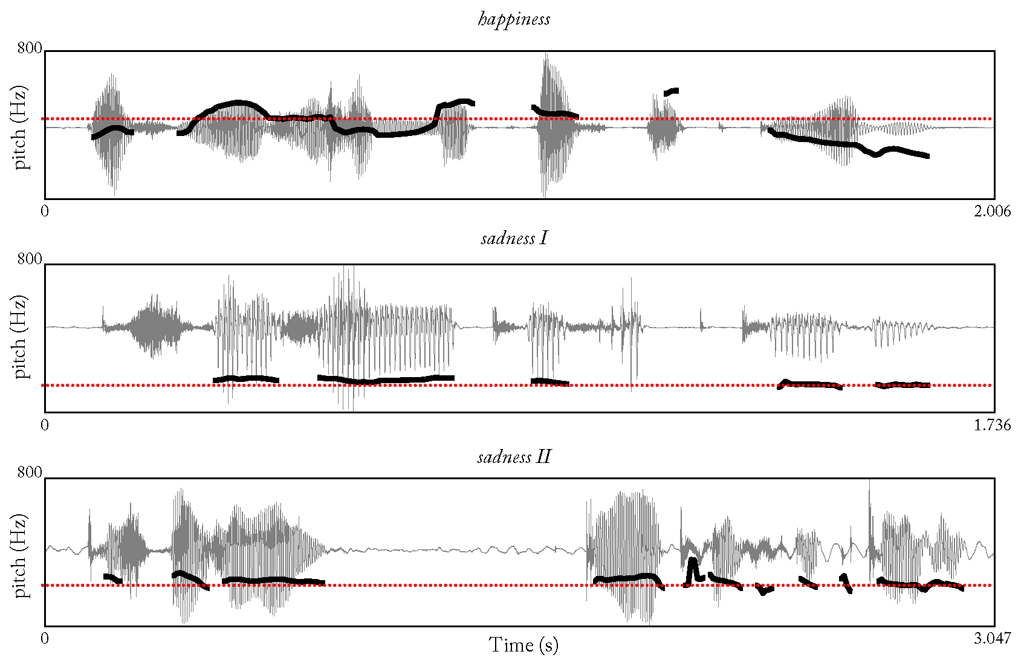 happiness
800
pitch (Hz)
0 2.006
sadness I
800
pitch (Hz)
0 1.736
sadness II
800
pitch (Hz)
0 Time (s) 3.047